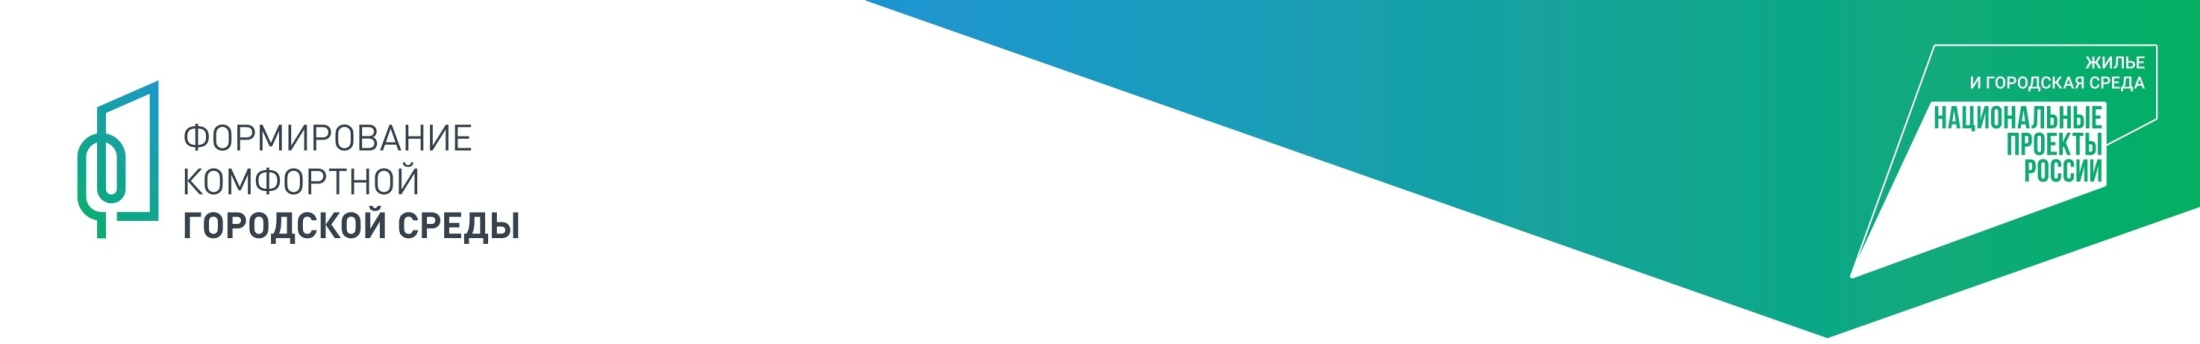 ФОРМИРОВАНИЕ
КОМФОРТНОЙ
ГОРОДСКОЙ СРЕДЫ
ЖИЛЬЕ
И ГОРОДСКАЯ СРЕДА
НАЦИОНАЛЬНЫЕ
ПРОЕКТЫ
РОССИИ